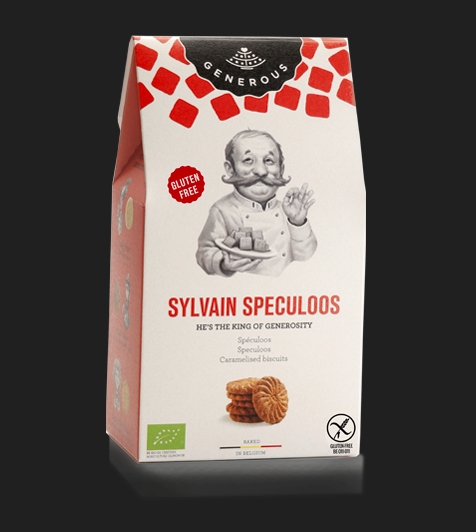 GENEROUS
GLUTEN
FREE
SYLVAIN SPECULOOS
HE'S THE KING OF GENEROSITY
Spéculoos
Speculoos
Caramelised biscuits
BAKED
IN BELGIUM
GLUTEN-FREE